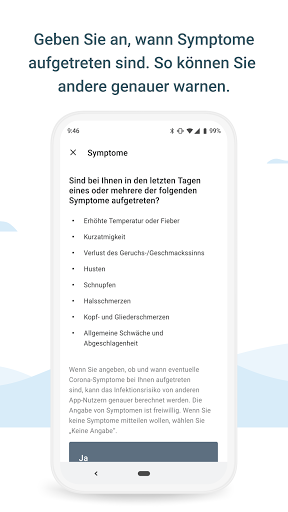 Geben Sie an, wann Symptome
aufgetreten sind. So können Sie
andere genauer warnen.
9:46
99%
Symptome
Sind bei Ihnen in den letzten Tagen
eines oder mehrere der folgenden
Symptome aufgetreten?
• Erhöhte Temperatur oder Fieber
• Kurzatmigkeit
• Verlust des Geruchs-/Geschmackssinns
• Husten
• Schnupfen
• Halsschmerzen
• Kopf- und Gliederschmerzen
• Allgemeine Schwäche und
Abgeschlagenheit
Wenn Sie angeben, ob und wann eventuelle
Corona-Symptome bei Ihnen aufgetreten
sind, kann das Infektionsrisiko von anderen
App-Nutzern genauer berechnet werden. Die
Angabe von Symptomen ist freiwillig. Wenn Sie
keine Symptome mitteilen wollen, wählen Sie
„Keine Angabe“.
Ja